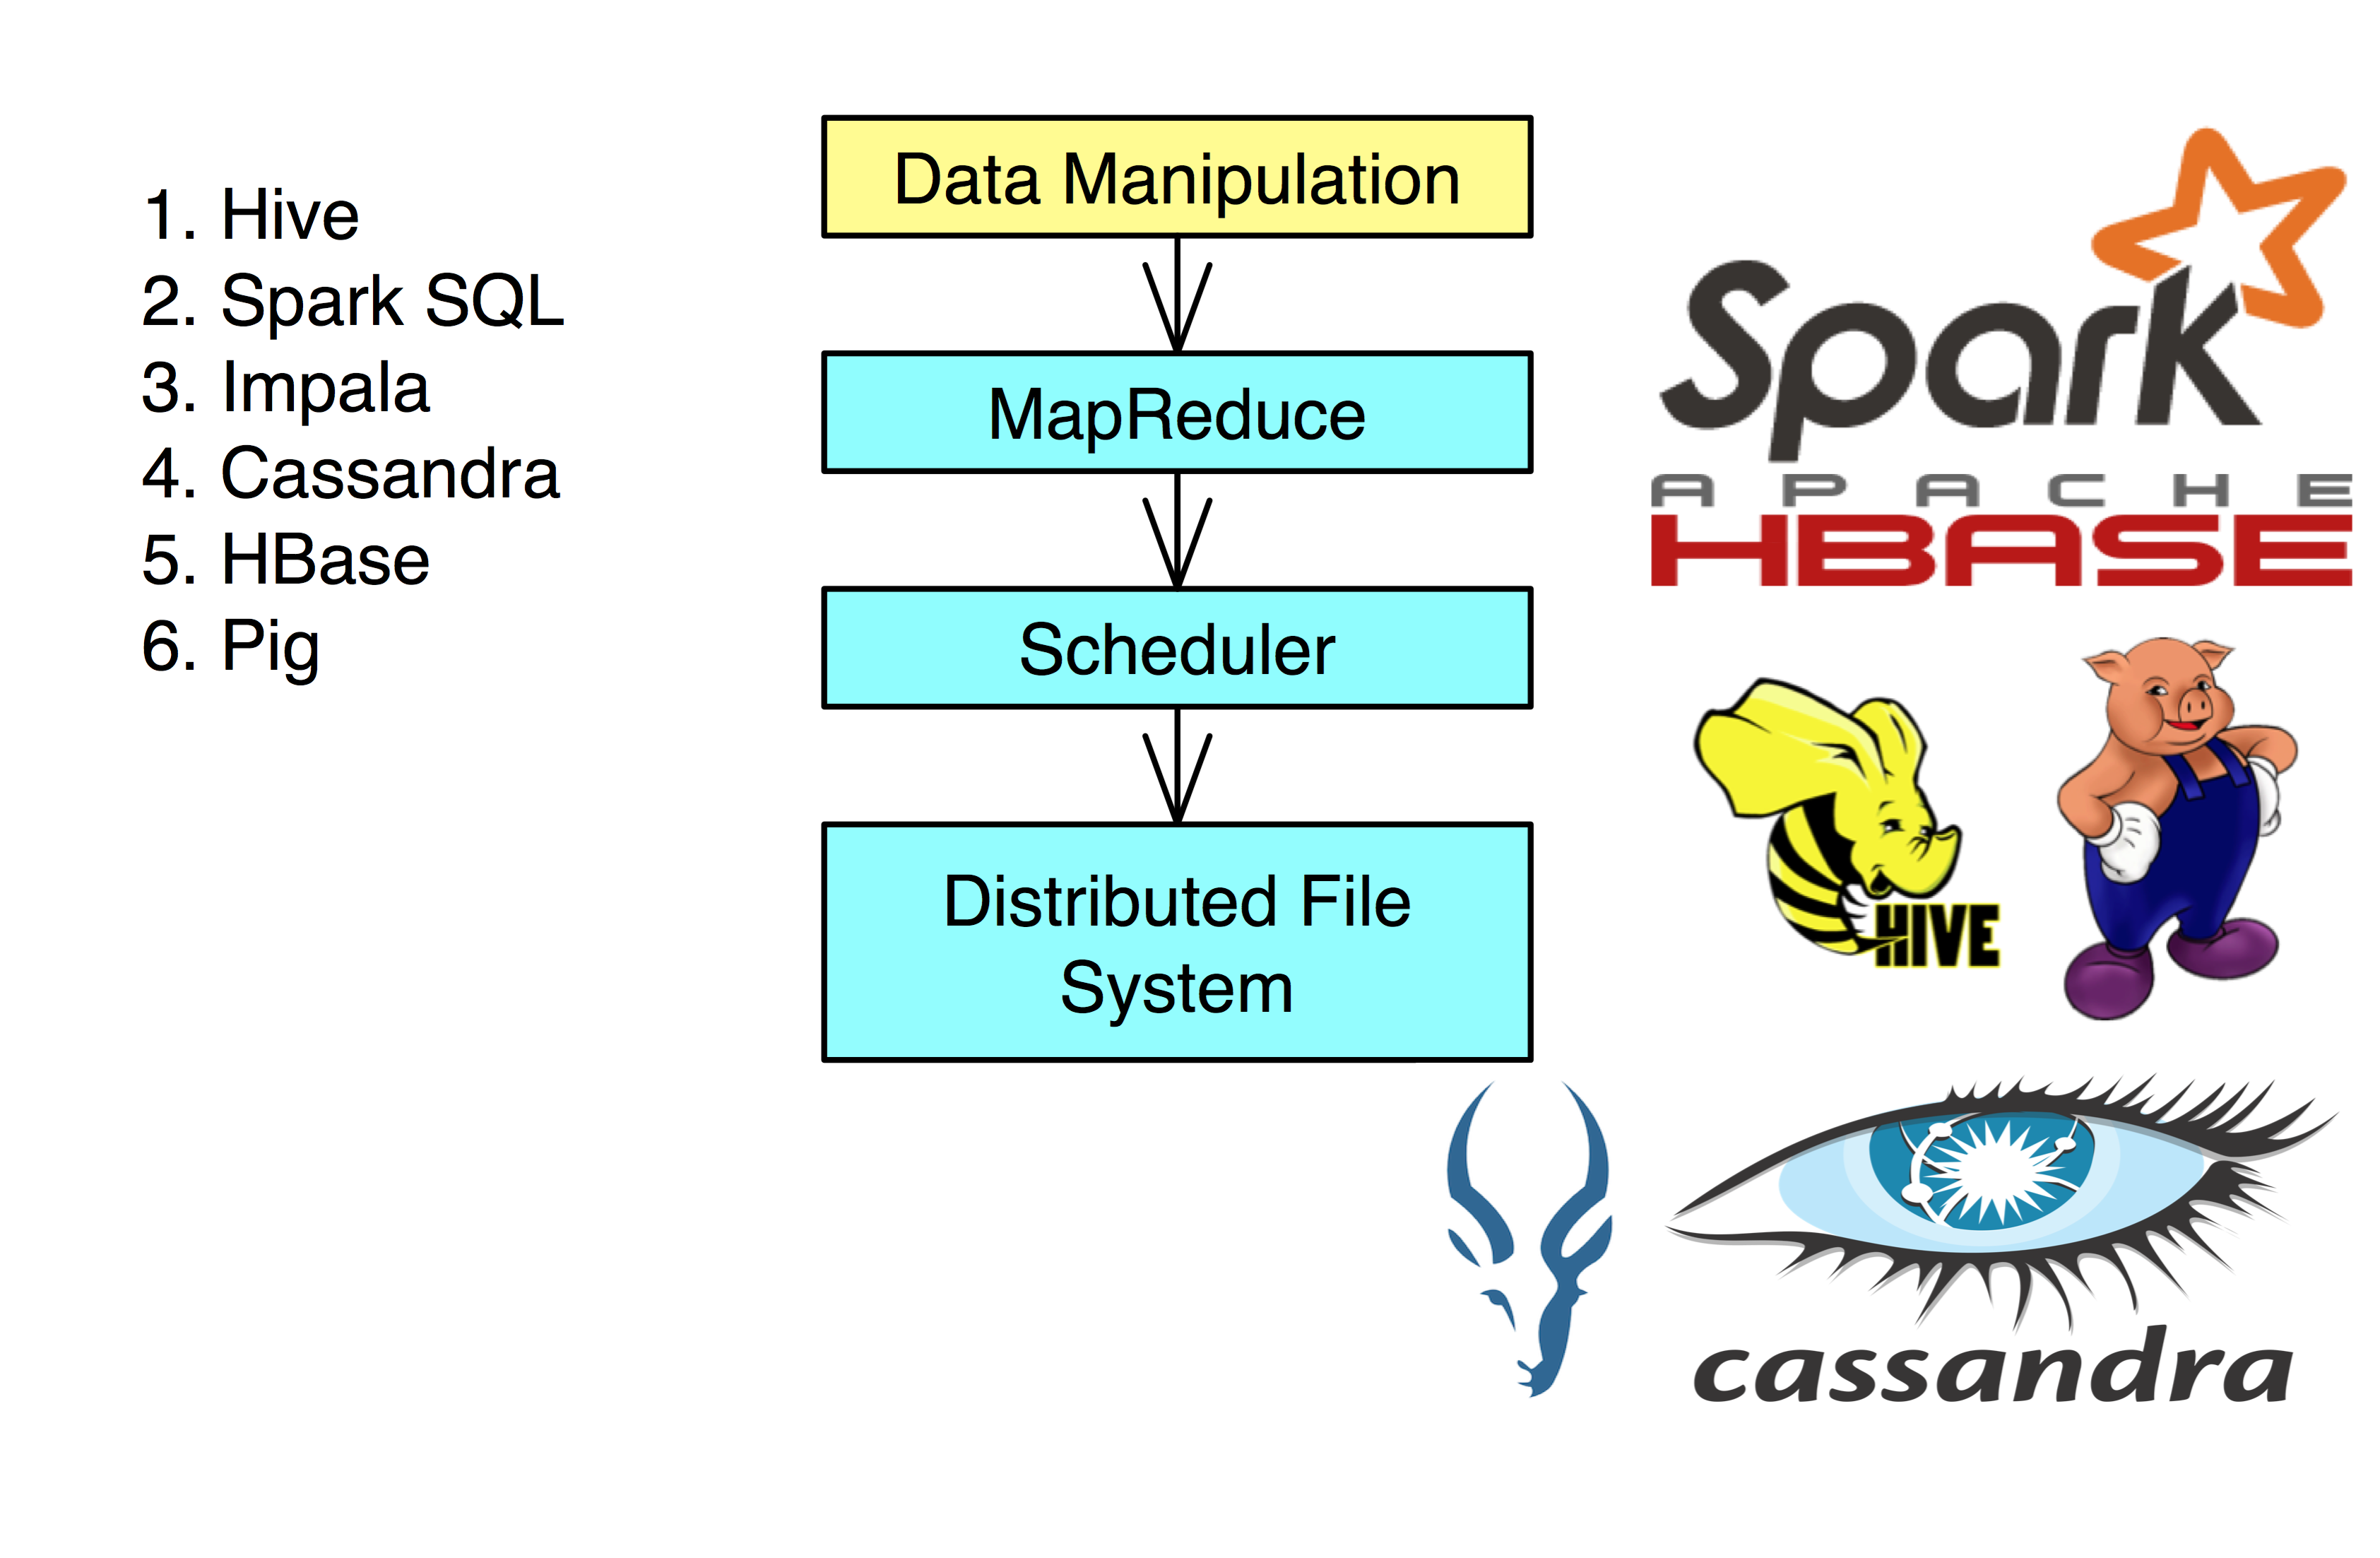 1. Hive
2. Spark SQL
3. Impala
4. Cassandra
5. HBase
6. Pig
Data Manipulation
MapReduce
Scheduler
Distributed File
System
Spark
APACHE
HBASE
HIVE
cassandra